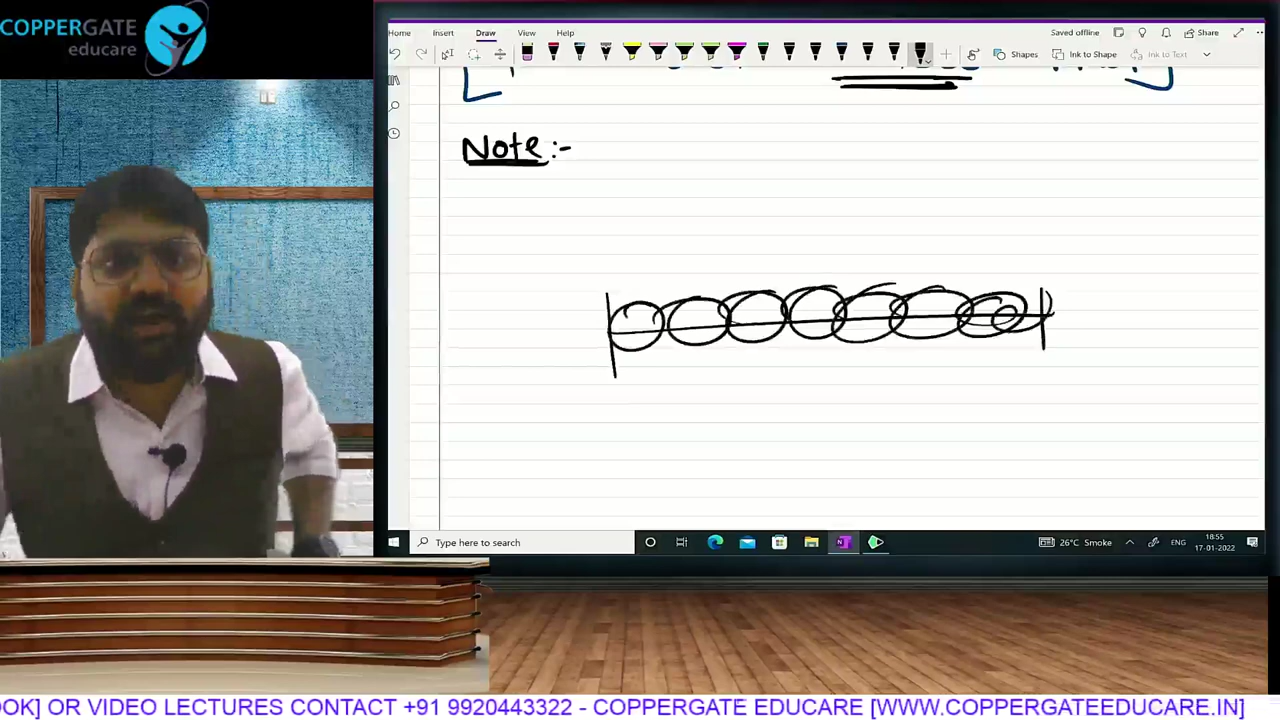 COPPERGATE
educare
Home Insert Draw View Help
Saved offline
Share
Shapes
Ink to Shape
Ink to Text
Note:-
Type here to search
26°C Smoke
ENG
18:55
17-01-2022
OOK] OR VIDEO LECTURES CONTACT +91 9920443322 - COPPERGATE EDUCARE [WWW.COPPERGATEEDUCARE.IN]